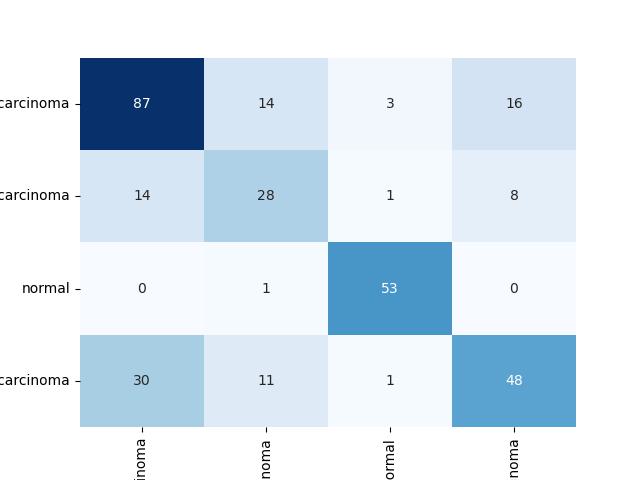 carcinoma 87 14 3 16
carcinoma 14 28 1 8
normal 0 1 53 0
carcinoma 30 11 1 48
inoma noma ormal noma